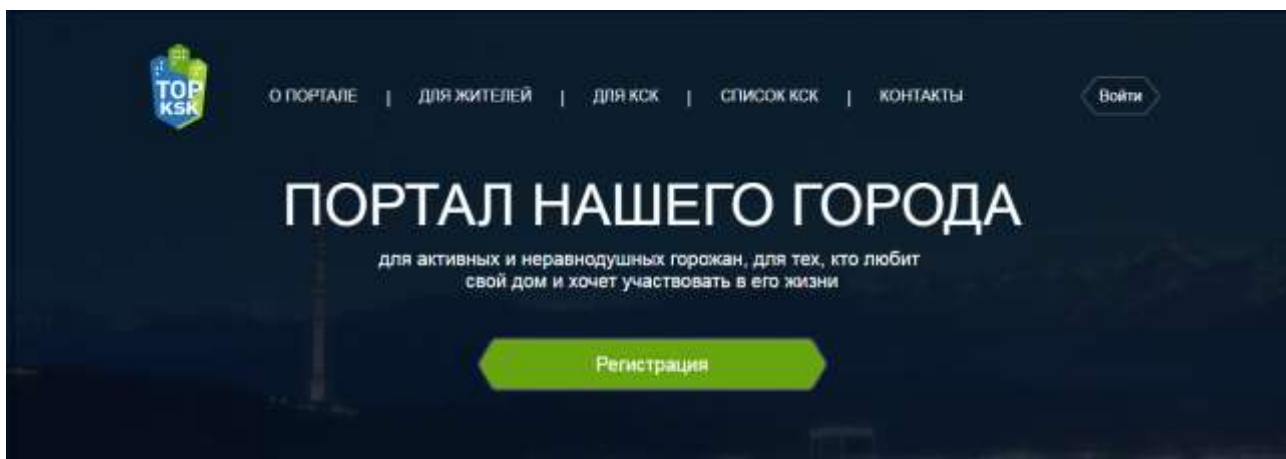 TOP
KSK
О ПОРТАЛЕ | ДЛЯ ЖИТЕЛЕЙ | ДЛЯ КСК | СПИСОК КСК | КОНТАКТЫ
Войти
ПОРТАЛ НАШЕГО ГОРОДА
для активных и неравнодушных горожан, для тех, кто любит
свой дом и хочет участвовать в его жизни
Регистрация